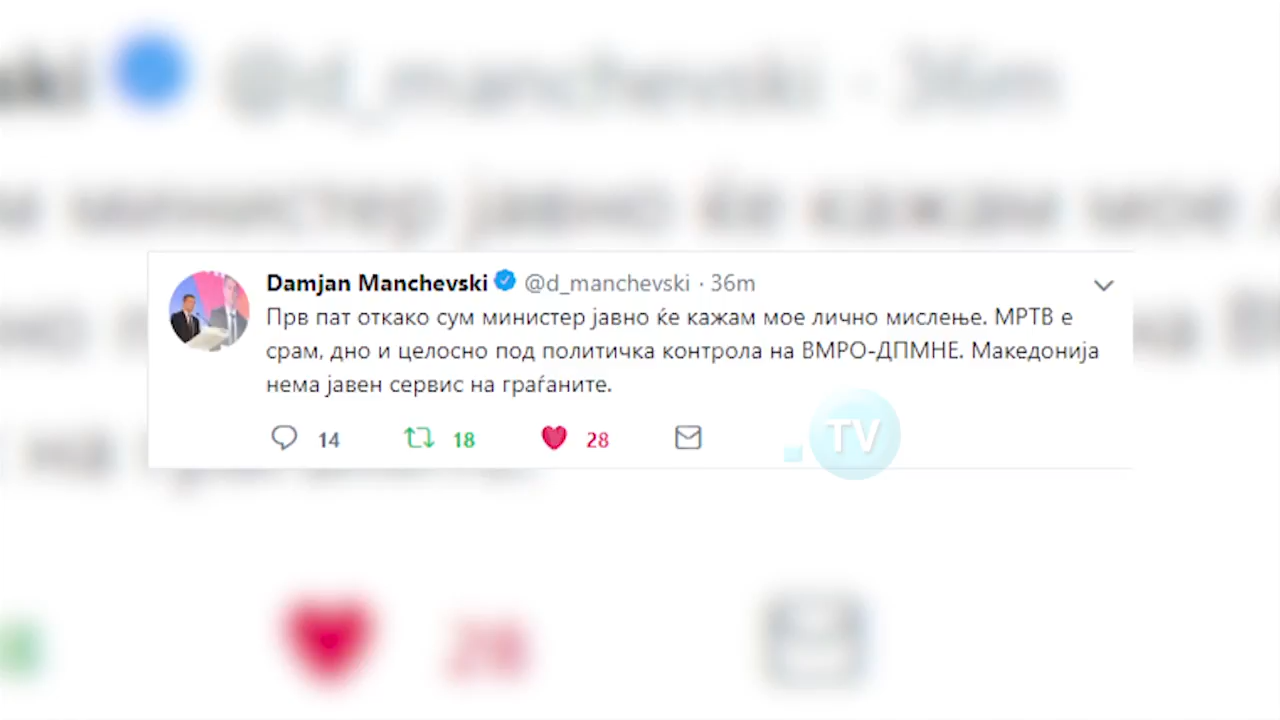 Damjan Manchevski @d_manchevski · 36m
Прв пат откако сум министер јавно ќе кажам мое лично мислење. МРТВ е
срам, дно и целосно под политичка контрола на ВМРО-ДПМНЕ. Македонија
нема јавен сервис на граѓаните.
14 18 28
TV